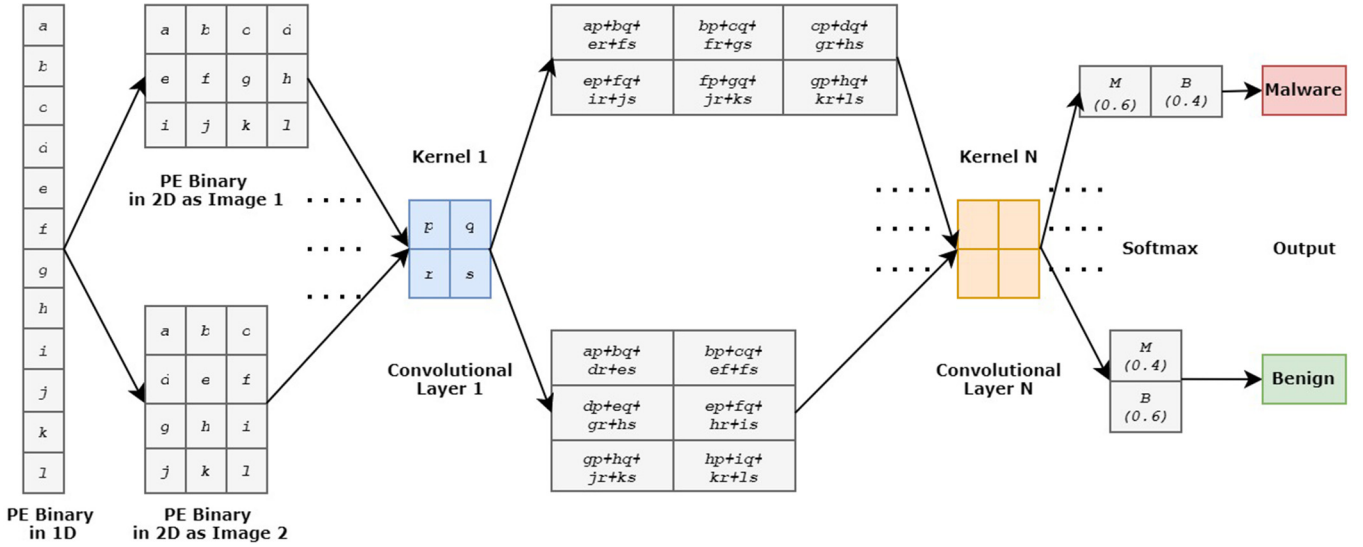 a
b
c
d
e
f
g
h
i
j
k
l
PE Binary
in 1D
a b c d
e f g h
i j k l
PE Binary
in 2D as Image 1
a b c
d e f
g h i
j k l
PE Binary
in 2D as Image 2
Kernel 1
p q
r s
Convolutional
Layer 1
ap+bq+ bp+cq+ cp+dq+
er+fs fr+gs gr+hs
ep+fq+ fp+gq+ gp+hq+
ir+js jr+ks kr+ls
ap+bq+ bp+cq+
dr+es ef+fs
dp+eq+ ep+fq+
gr+hs hr+is
gp+hq+ hp+iq+
jr+ks kr+ls
Kernel N
Convolutional
Layer N
M B
(0.6) (0.4)
Softmax
M
(0.4)
B
(0.6)
Malware
Output
Benign